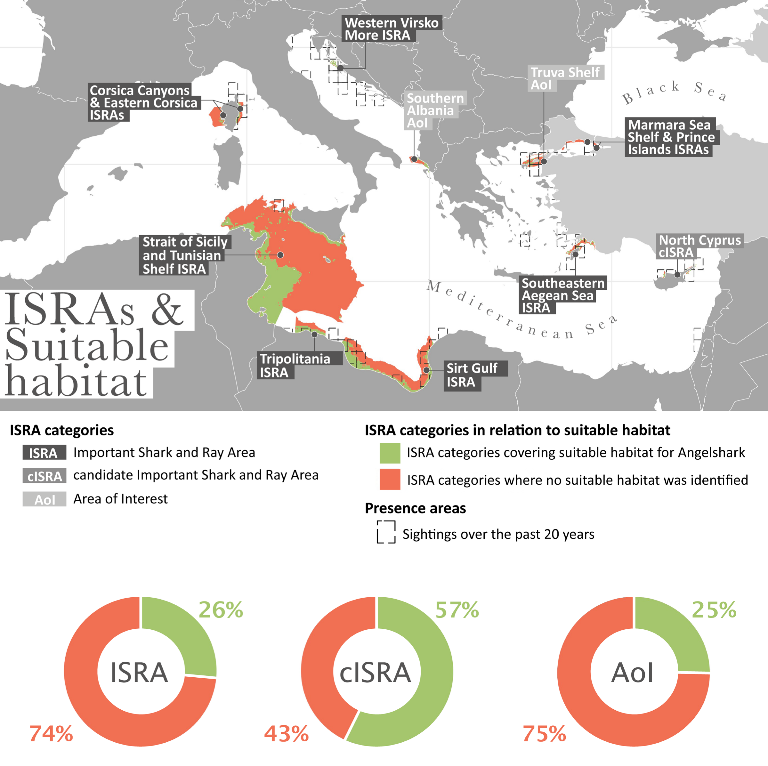 Western Virsko
More ISRA
Truva Shelf
AoI
Black Sea
Corsica Canyons
& Eastern Corsica
ISRAs
Southern
Albania
AoI
Marmara Sea
Shelf & Prince
Islands ISRAs
Strait of Sicily
and Tunisian
Shelf ISRA
North Cyprus
cISRA
Southeastern
Aegean Sea
ISRA
Mediterranean Sea
ISRAs &
Suitable
habitat
Tripolitania
ISRA
Sirt Gulf
ISRA
ISRA categories
ISRA Important Shark and Ray Area
cISRA candidate Important Shark and Ray Area
AoI Area of Interest
ISRA categories in relation to suitable habitat
ISRA categories covering suitable habitat for Angelshark
ISRA categories where no suitable habitat was identified
Presence areas
Sightings over the past 20 years
26%
ISRA
74%
57%
cISRA
43%
25%
AoI
75%